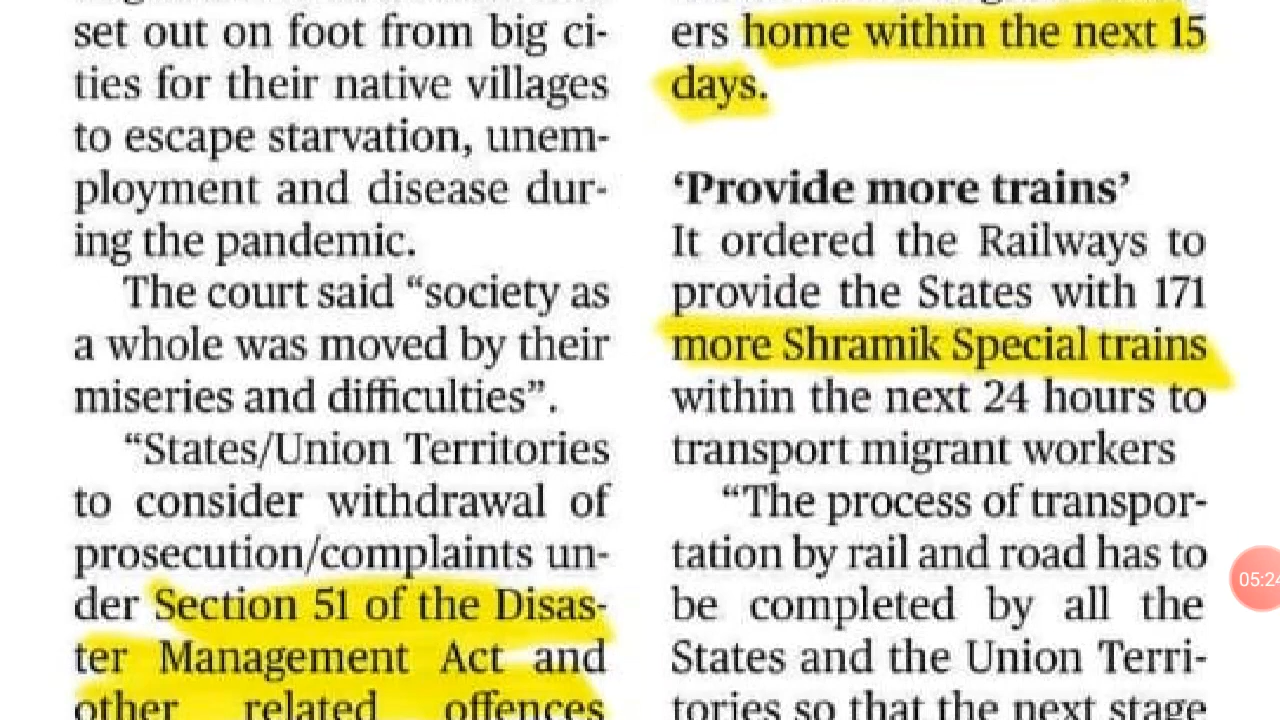 set out on foot from big ci-
ties for their native villages
to escape starvation, unem-
ployment and disease dur-
ing the pandemic.
The court said “society as
a whole was moved by their
miseries and difficulties”.
“States/Union Territories
to consider withdrawal of
prosecution/complaints un-
der Section 51 of the Disas-
ter Management Act and
other related offences
ers home within the next 15
days.
‘Provide more trains’
It ordered the Railways to
provide the States with 171
more Shramik Special trains
within the next 24 hours to
transport migrant workers
“The process of transpor-
tation by rail and road has to
be completed by all the
States and the Union Terri-
tories so that the next stage
05:24